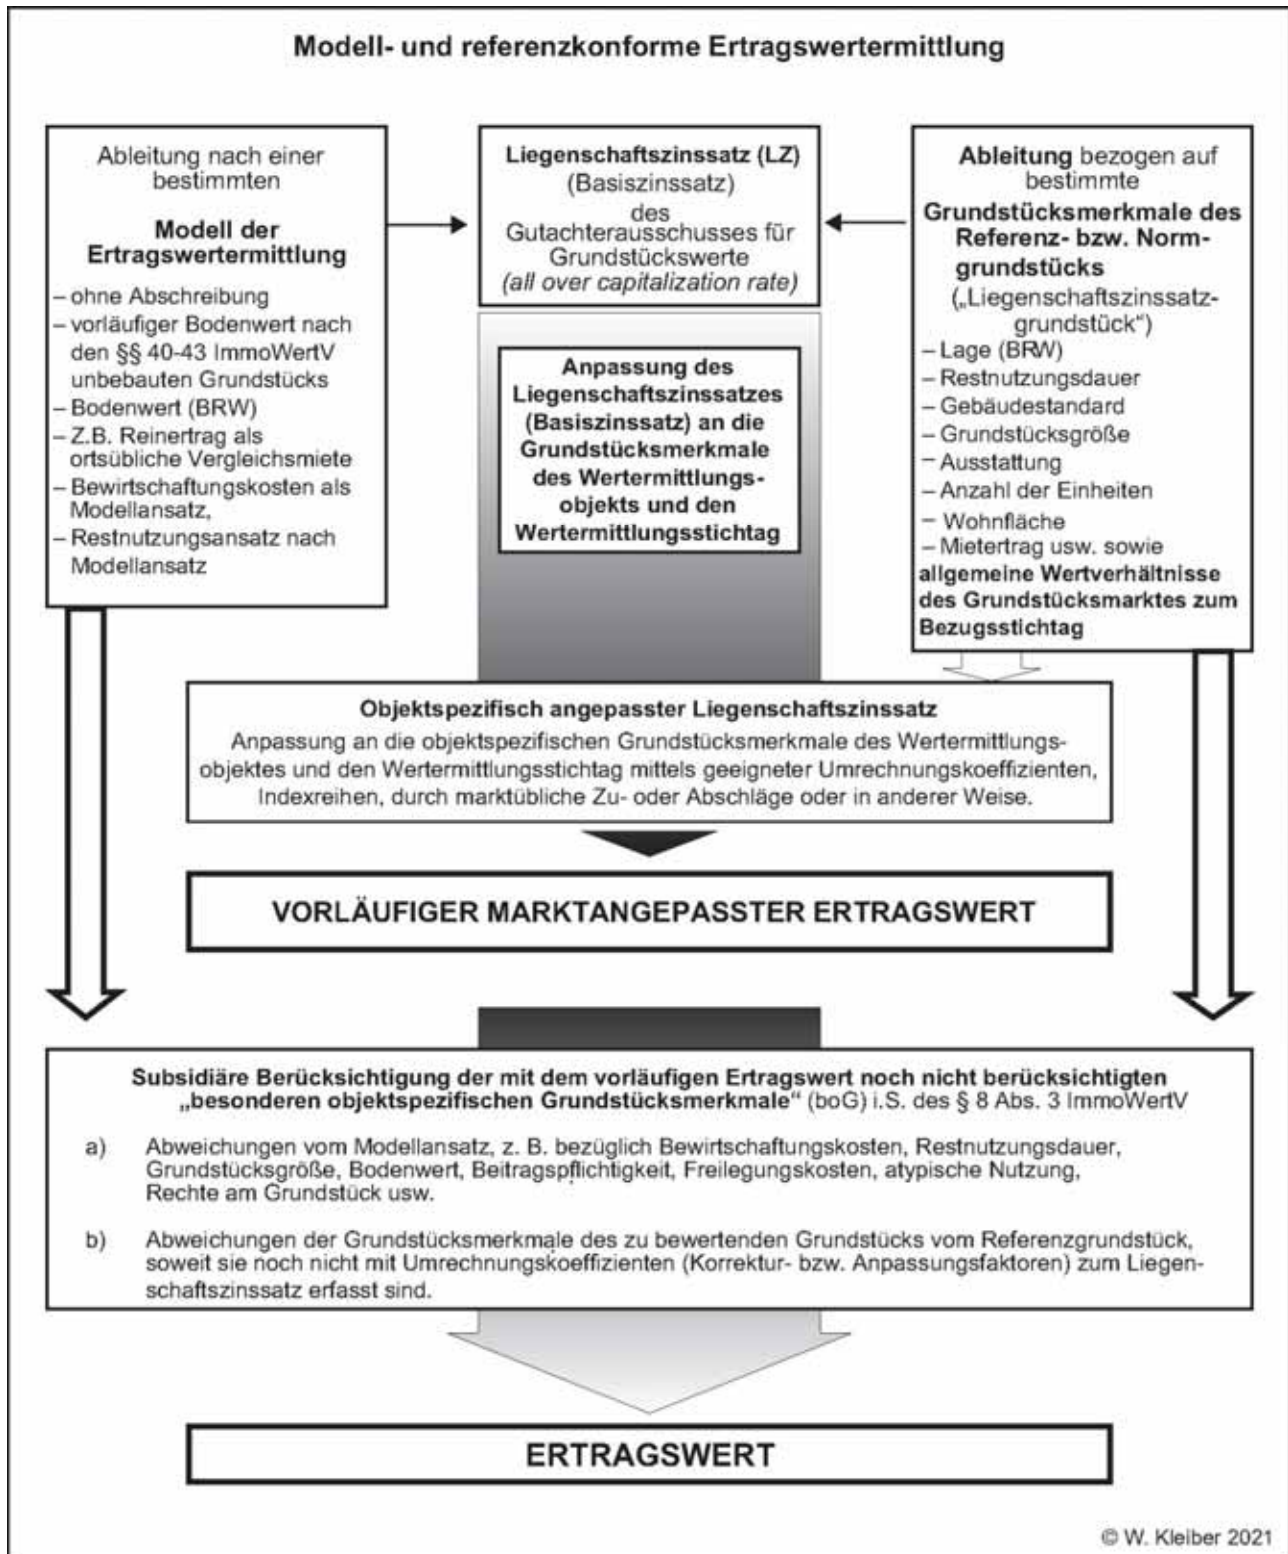 Modell- und referenzkonforme Ertragswertermittlung
Ableitung nach einer
bestimmten
Modell der
Ertragswertermittlung
– ohne Abschreibung
– vorläufiger Bodenwert nach
den §§ 40-43 ImmoWertV
unbebauten Grundstücks
– Bodenwert (BRW)
– Z.B. Reinertrag als
ortsübliche Vergleichsmiete
– Bewirtschaftungskosten als
Modellansatz,
– Restnutzungsansatz nach
Modellansatz
Liegenschaftszinssatz (LZ)
(Basiszinssatz)
des
Gutachterausschusses für
Grundstückswerte
(all over capitalization rate)
Anpassung des
Liegenschaftszinssatzes
(Basiszinssatz) an die
Grundstücksmerkmale
des Wertermittlungs-
objekts und den
Wertermittlungsstichtag
Ableitung bezogen auf
bestimmte
Grundstücksmerkmale des
Referenz- bzw. Norm-
grundstücks
(„Liegenschaftszinssatz-
grundstück“)
– Lage (BRW)
– Restnutzungsdauer
– Gebäudestandard
– Grundstücksgröße
– Ausstattung
– Anzahl der Einheiten
– Wohnfläche
– Mietertrag usw. sowie
allgemeine Wertverhältnisse
des Grundstücksmarktes zum
Bezugsstichtag
Objektspezifisch angepasster Liegenschaftszinssatz
Anpassung an die objektspezifischen Grundstücksmerkmale des Wertermittlungs-
objektes und den Wertermittlungsstichtag mittels geeigneter Umrechnungskoeffizienten,
Indexreihen, durch marktübliche Zu- oder Abschläge oder in anderer Weise.
VORLÄUFIGER MARKTANGEPASSTER ERTRAGSWERT
Subsidiäre Berücksichtigung der mit dem vorläufigen Ertragswert noch nicht berücksichtigten
„besonderen objektspezifischen Grundstücksmerkmale“ (boG) i.S. des § 8 Abs. 3 ImmoWertV
a) Abweichungen vom Modellansatz, z. B. bezüglich Bewirtschaftungskosten, Restnutzungsdauer,
Grundstücksgröße, Bodenwert, Beitragspflichtigkeit, Freilegungskosten, atypische Nutzung,
Rechte am Grundstück usw.
b) Abweichungen der Grundstücksmerkmale des zu bewertenden Grundstücks vom Referenzgrundstück,
soweit sie noch nicht mit Umrechnungskoeffizienten (Korrektur- bzw. Anpassungsfaktoren) zum Liegen-
schaftszinssatz erfasst sind.
ERTRAGSWERT
© W. Kleiber 2021